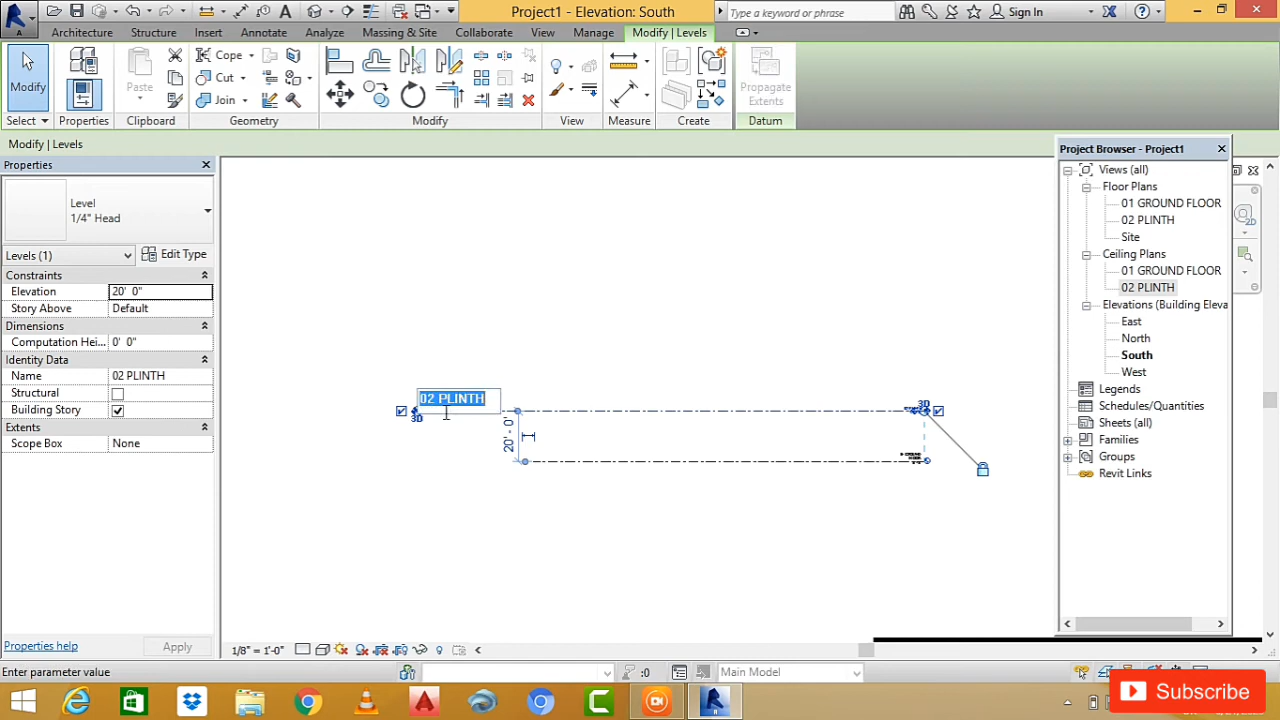 Project1 - Elevation: South
Type a keyword or phrase
Sign In
Architecture
Structure
Insert
Annotate
Analyze
Massing & Site
Collaborate
View
Manage
Modify | Levels
Modify
Paste
Cope
Cut
Join
Propagate
Extents
Select
Properties
Clipboard
Geometry
Modify
View
Measure
Create
Datum
Modify | Levels
Properties
Level
1/4" Head
Levels (1)
Edit Type
Constraints
Elevation 20' 0"
Story Above Default
Dimensions
Computation Hei... 0' 0"
Identity Data
Name 02 PLINTH
Structural
Building Story
Extents
Scope Box None
Properties help
Apply
02 PLINTH
3D
3D
20' - 0"
Project Browser - Project1
Views (all)
Floor Plans
01 GROUND FLOOR
02 PLINTH
Site
Ceiling Plans
01 GROUND FLOOR
02 PLINTH
Elevations (Building Eleva
East
North
South
West
Legends
Schedules/Quantities
Sheets (all)
Families
Groups
Revit Links
2D
1/8" = 1'-0"
Enter parameter value
:0
Main Model
Subscribe